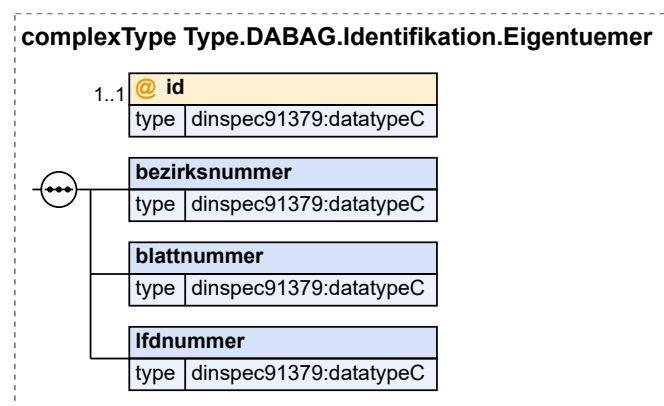 complexType Type.DABAG.Identifikation.Eigentuemer
1..1 @ id
type dinspec91379:datatypeC
bezirksnummer
type dinspec91379:datatypeC
blattnummer
type dinspec91379:datatypeC
lfdnummer
type dinspec91379:datatypeC